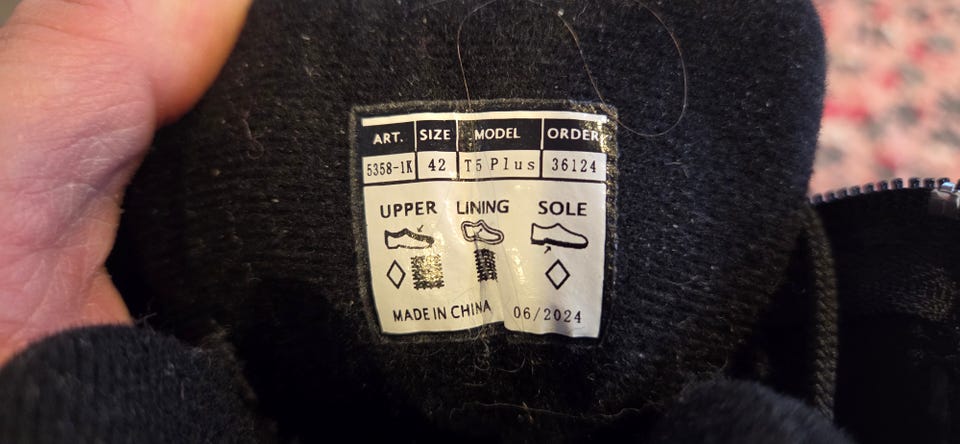 ART. SIZE MODEL ORDER
5358-1K 42 T5 Plus 36124
UPPER LINING SOLE
MADE IN CHINA 06/2024